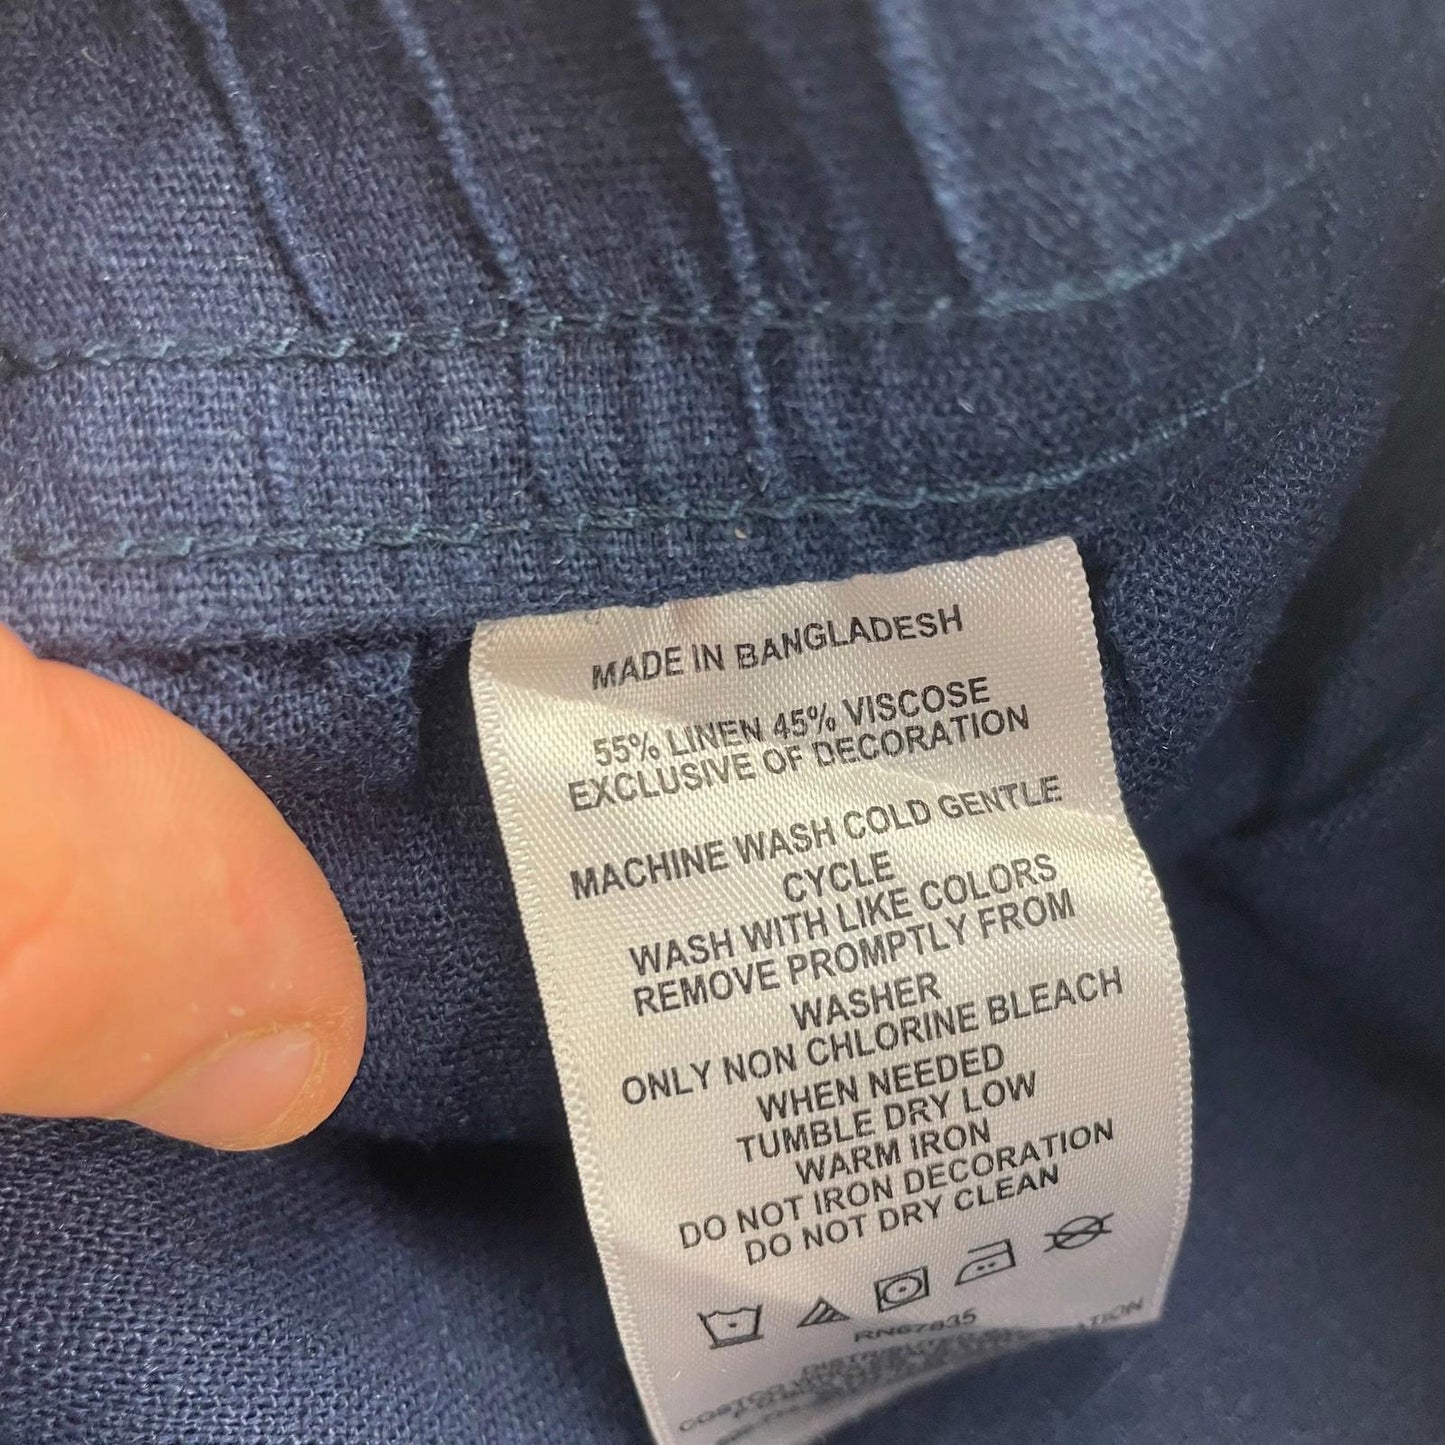 MADE IN BANGLADESH
55% LINEN 45% VISCOSE
EXCLUSIVE OF DECORATION
MACHINE WASH COLD GENTLE
CYCLE
WASH WITH LIKE COLORS
REMOVE PROMPTLY FROM
WASHER
ONLY NON CHLORINE BLEACH
WHEN NEEDED
TUMBLE DRY LOW
WARM IRON
DO NOT IRON DECORATION
DO NOT DRY CLEAN
RN67835
COSTCO